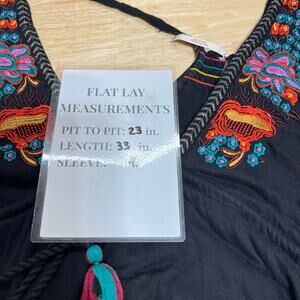 FLAT LAY
MEASUREMENTS
PIT TO PIT: 23 in.
LENGTH: 33 in.
SLEEVE: in.